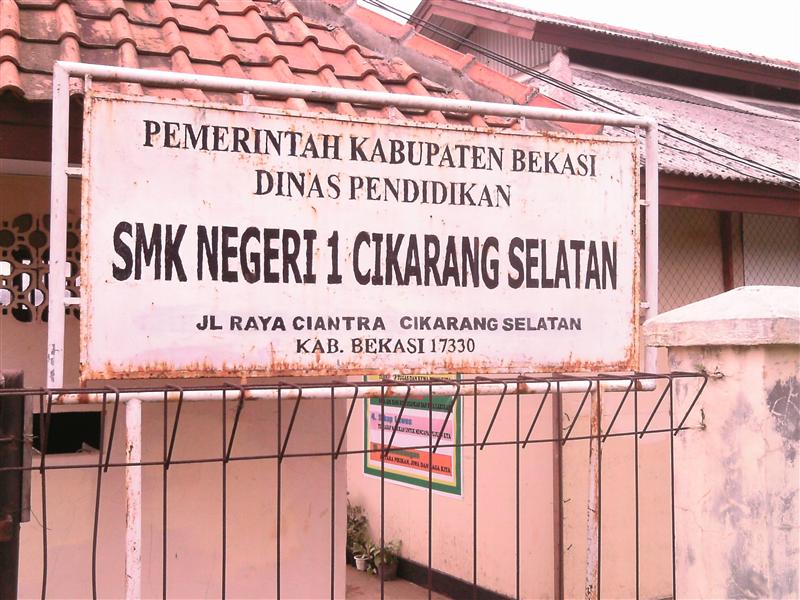 PEMERINTAH KABUPATEN BEKASI
DINAS PENDIDIKAN
SMK NEGERI 1 CIKARANG SELATAN
JL RAYA CIANTRA CIKARANG SELATAN
KAB. BEKASI 17330